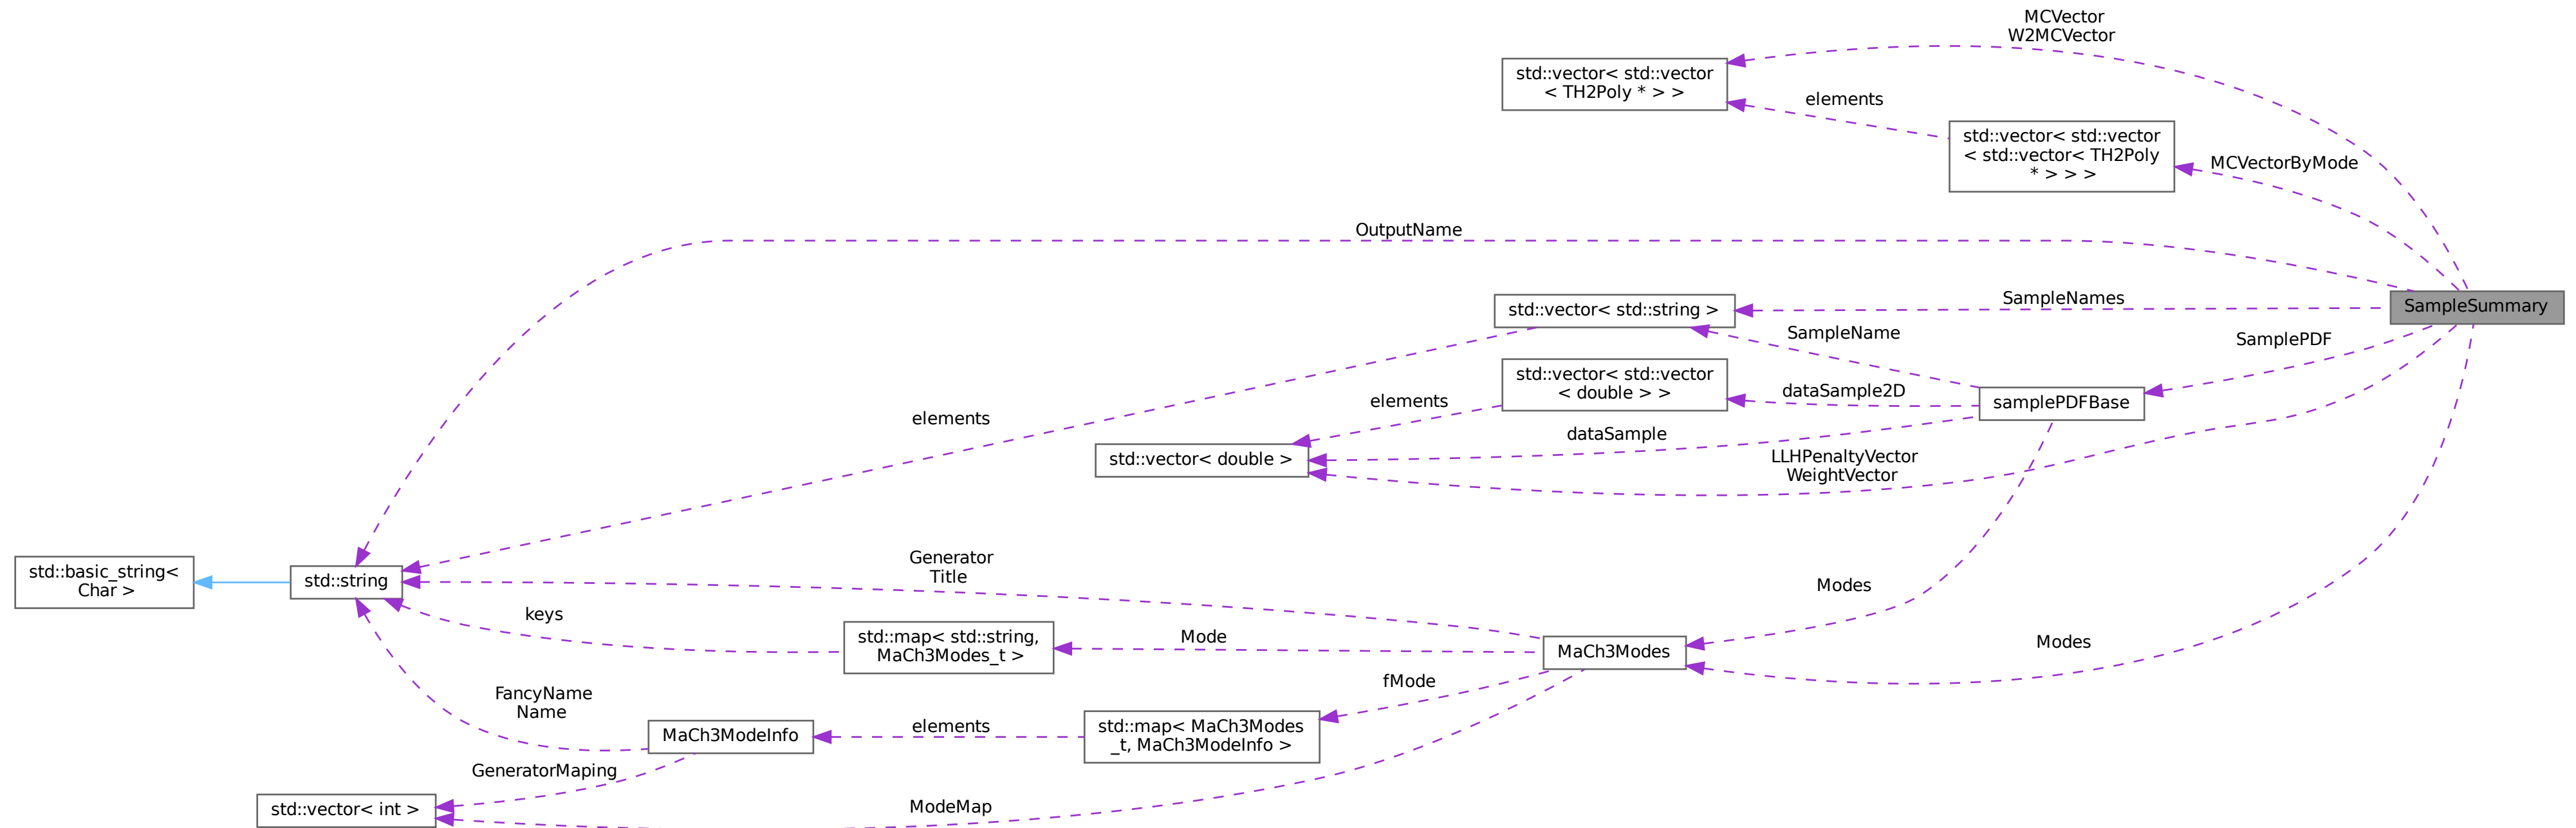 MCVector
W2MCVector
std::vector< std::vector
< TH2Poly * > >
elements
std::vector< std::vector
< std::vector< TH2Poly
* > > >
MCVectorByMode
OutputName
std::vector< std::string >
SampleNames
SampleSummary
SampleName
SamplePDF
std::vector< std::vector
< double > >
dataSample2D
samplePDFBase
elements
elements
dataSample
std::vector< double >
LLHPenaltyVector
WeightVector
std::basic_string<
Char >
std::string
Generator
Title
Modes
keys
std::map< std::string,
MaCh3Modes_t >
Mode
MaCh3Modes
Modes
fMode
FancyName
Name
MaCh3ModeInfo
elements
std::map< MaCh3Modes
_t, MaCh3ModeInfo >
GeneratorMaping
std::vector< int >
ModeMap